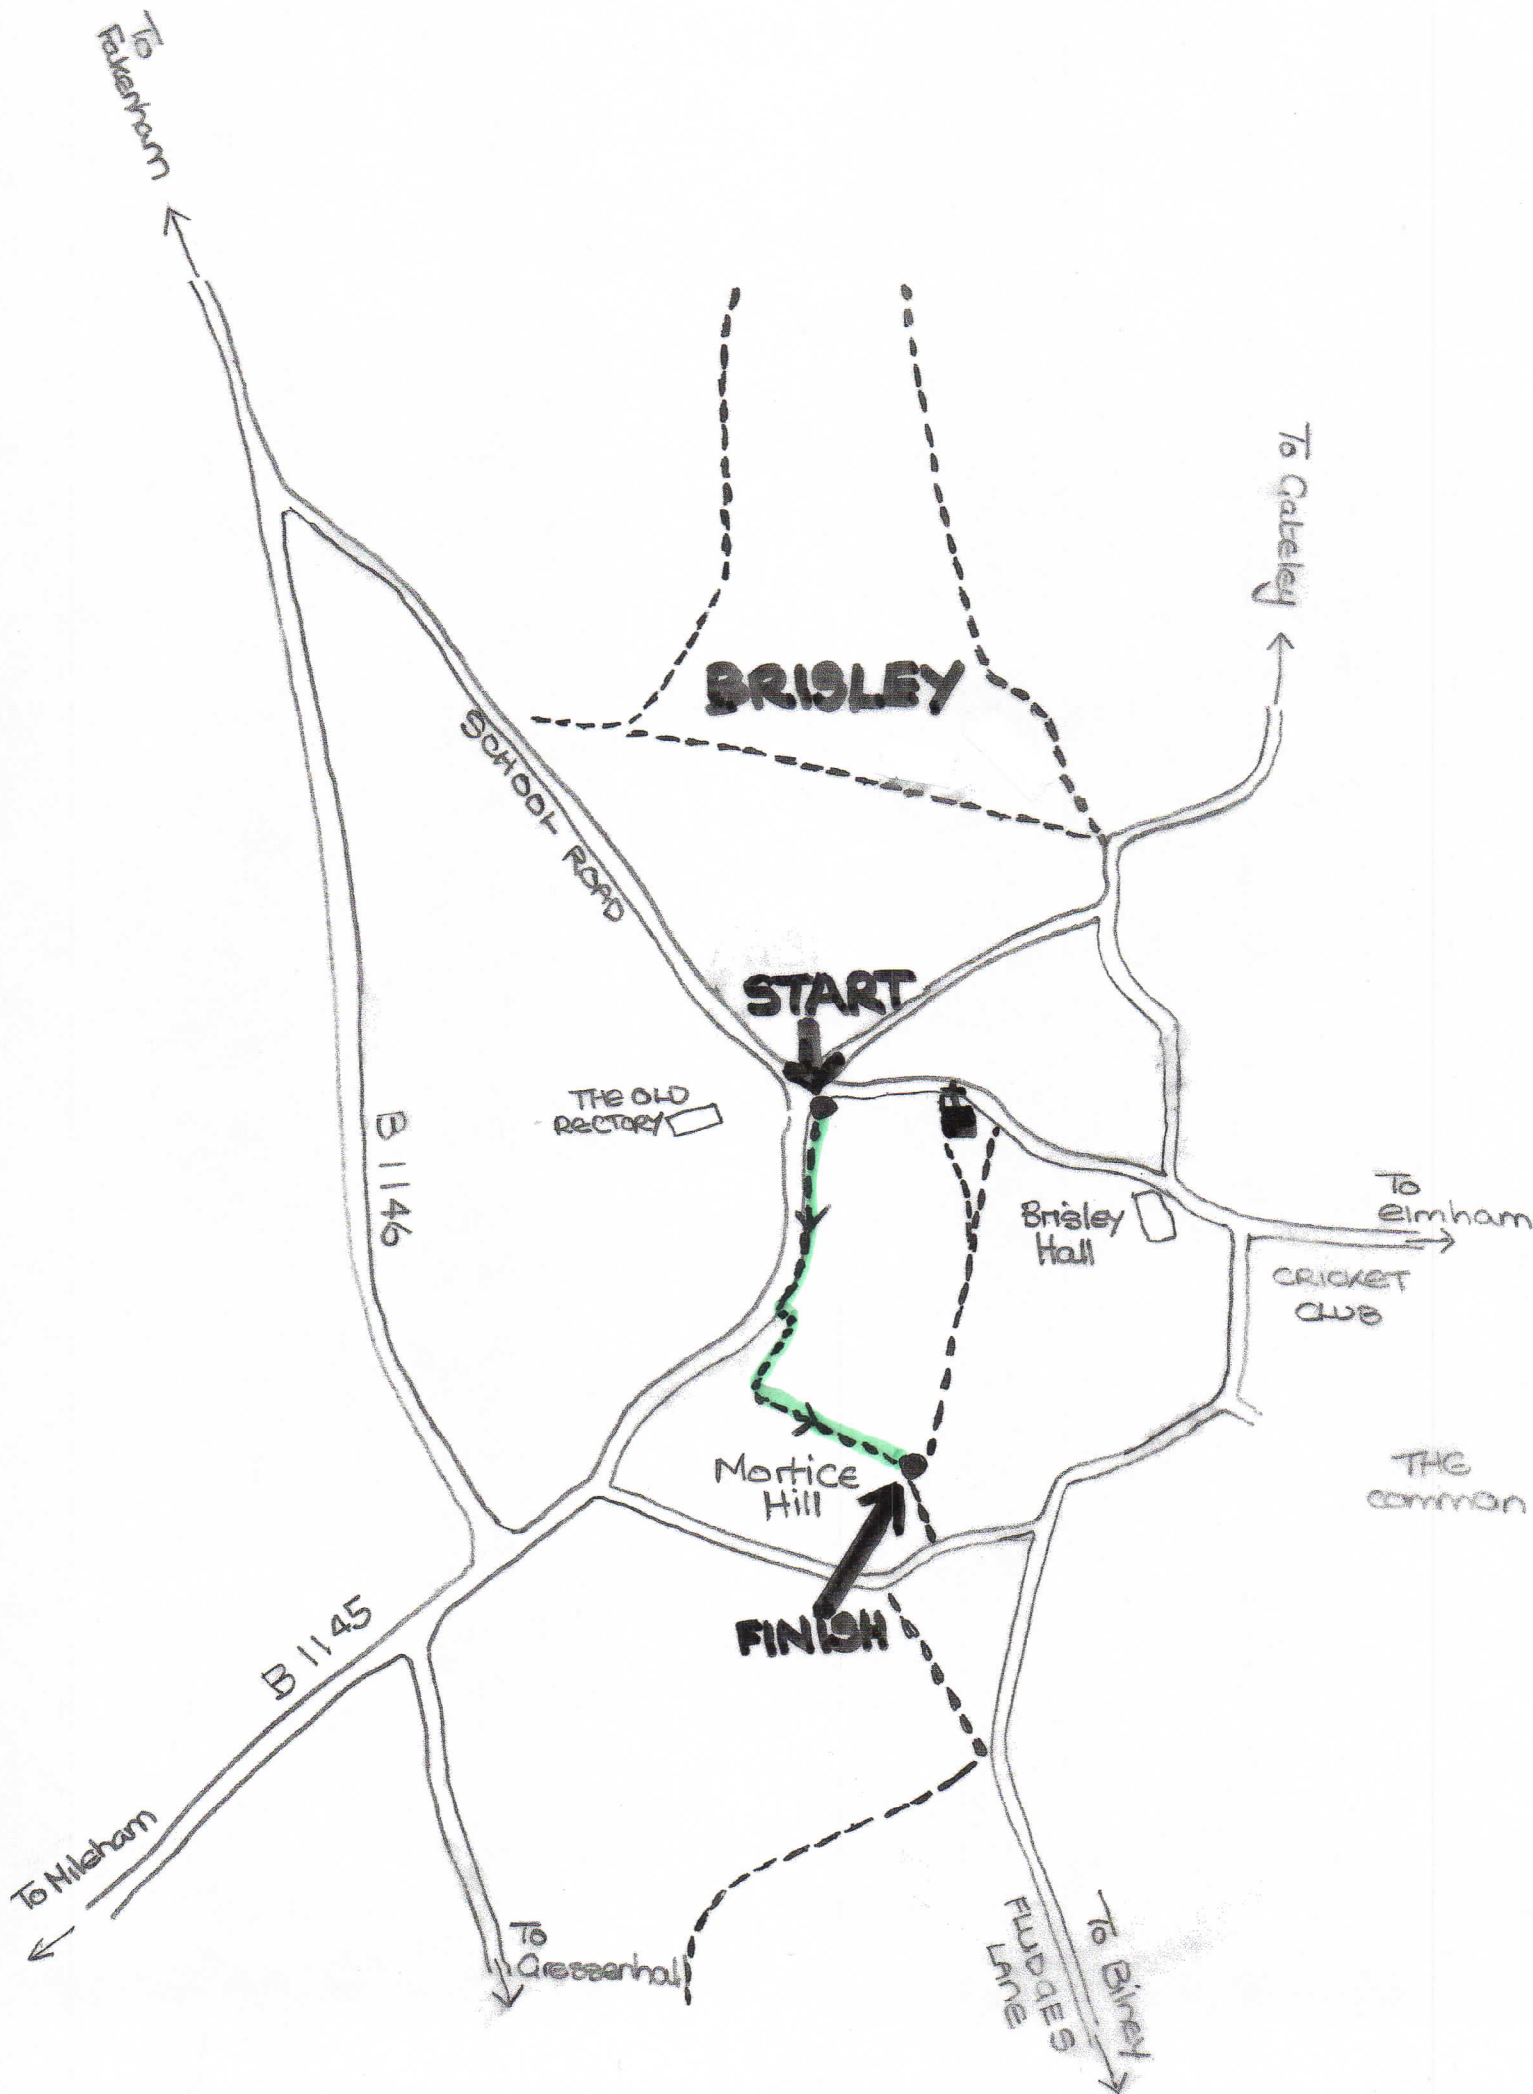 To
Fakenham
To Gateley
BRISLEY
SCHOOL ROAD
START
THE OLD
RECTORY
B 1146
To
Elmham
Brisley
Hall
CRICKET
CLUB
Mortice
Hill
THE
common
FINISH
B 1145
To Mileham
To
Gressenhall
FLUDGES
LANE
To Bilney